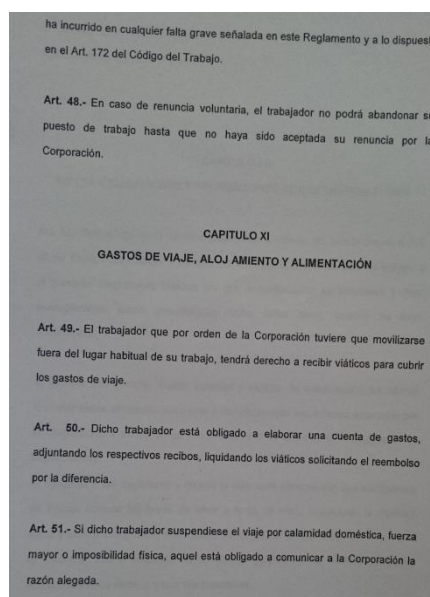 ha incurrido en cualquier falta grave señalada en este Reglamento y a lo dispuest
en el Art. 172 del Código del Trabajo.
Art. 48.- En caso de renuncia voluntaria, el trabajador no podrá abandonar s
puesto de trabajo hasta que no haya sido aceptada su renuncia por l
Corporación.
CAPITULO XI
GASTOS DE VIAJE, ALOJ AMIENTO Y ALIMENTACIÓN
Art. 49.- El trabajador que por orden de la Corporación tuviere que movilizarse
fuera del lugar habitual de su trabajo, tendrá derecho a recibir viáticos para cubrir
los gastos de viaje.
Art. 50.- Dicho trabajador está obligado a elaborar una cuenta de gastos,
adjuntando los respectivos recibos, liquidando los viáticos solicitando el reembolso
por la diferencia.
Art. 51.- Si dicho trabajador suspendiese el viaje por calamidad doméstica, fuerza
mayor o imposibilidad física, aquel está obligado a comunicar a la Corporación la
razón alegada.